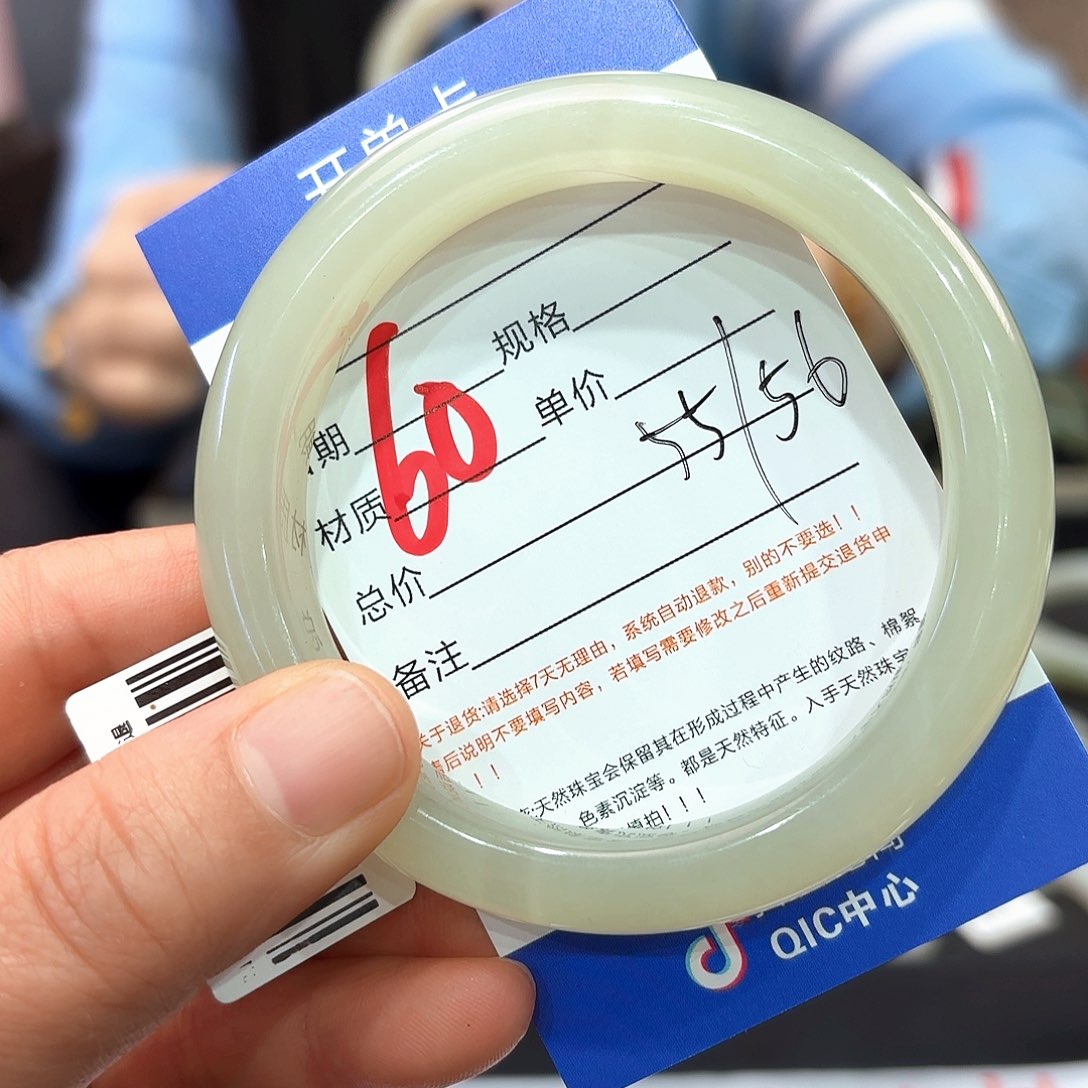 开单卡
规格
期
60
单价
材质
55/56
总价
备注
关于退货:请选择7天无理由，系统自动退款，别的不要选！！
后说明不要填写内容，若填写需要修改之后重新提交退货申
！！
天然珠宝会保留其在形成过程中产生的纹路、棉絮
色素沉淀等。都是天然特征。入手天然珠宝
慎拍！！！
QIC中心
退